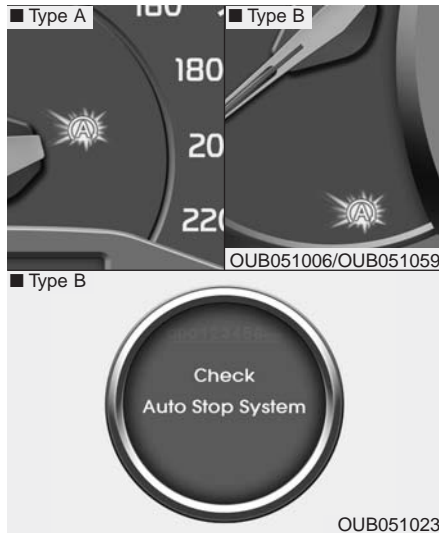 ■ Type A
180
20
22
A
■ Type B
A
OUB051006/OUB051059
■ Type B
Check
Auto Stop System
OUB051023